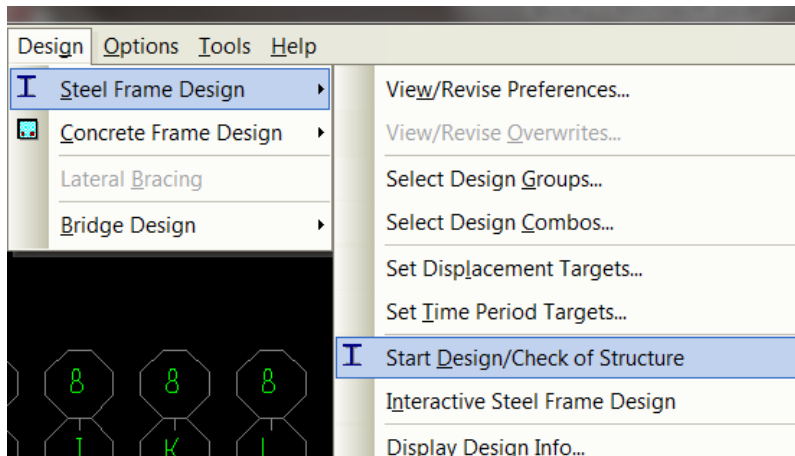 Design Options Tools Help
Steel Frame Design
Concrete Frame Design
Lateral Bracing
Bridge Design
View/Revise Preferences...
View/Revise Overwrites...
Select Design Groups...
Select Design Combos...
Set Displacement Targets...
Set Time Period Targets...
Start Design/Check of Structure
Interactive Steel Frame Design
Display Design Info...
8 8 8
J K L